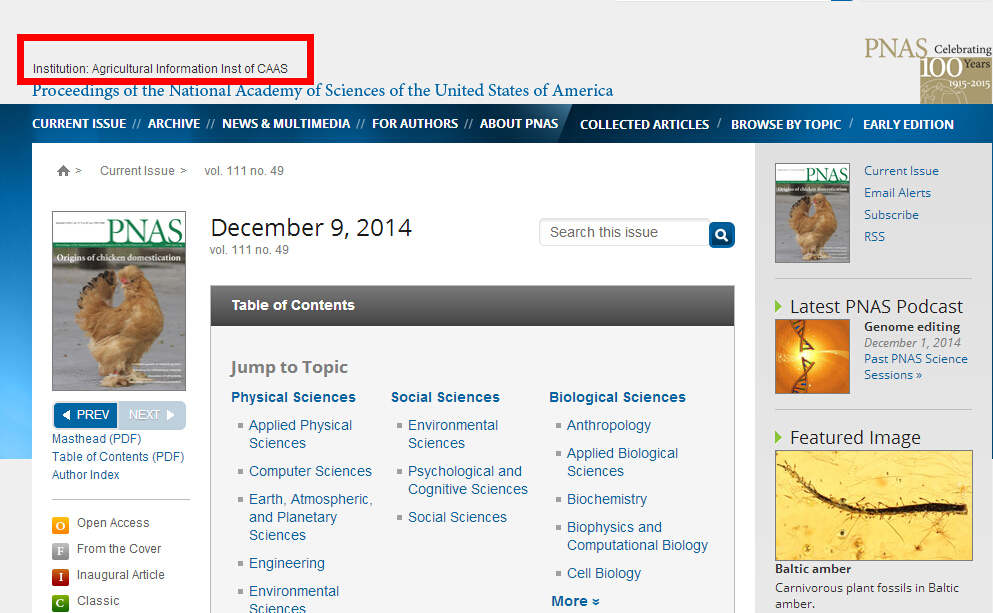 Institution: Agricultural Information Inst of CAAS
Proceedings of the National Academy of Sciences of the United States of America
PNAS Celebrating
100 Years
1915-2015
CURRENT ISSUE // ARCHIVE // NEWS & MULTIMEDIA // FOR AUTHORS // ABOUT PNAS COLLECTED ARTICLES / BROWSE BY TOPIC / EARLY EDITION
> Current Issue > vol. 111 no. 49
PNAS
Origins of chicken domestication
PREV NEXT
Masthead (PDF)
Table of Contents (PDF)
Author Index
O Open Access
F From the Cover
I Inaugural Article
C Classic
December 9, 2014
vol. 111 no. 49
Search this issue
Table of Contents
Jump to Topic
Physical Sciences
Applied Physical
Sciences
Computer Sciences
Earth, Atmospheric,
and Planetary
Sciences
Engineering
Environmental
Sciences
Social Sciences
Environmental
Sciences
Psychological and
Cognitive Sciences
Social Sciences
Biological Sciences
Anthropology
Applied Biological
Sciences
Biochemistry
Biophysics and
Computational Biology
Cell Biology
More
PNAS
Origins of chicken domestication
Current Issue
Email Alerts
Subscribe
RSS
Latest PNAS Podcast
Genome editing
December 1, 2014
Past PNAS Science
Sessions »
Featured Image
Baltic amber
Carnivorous plant fossils in Baltic
amber.